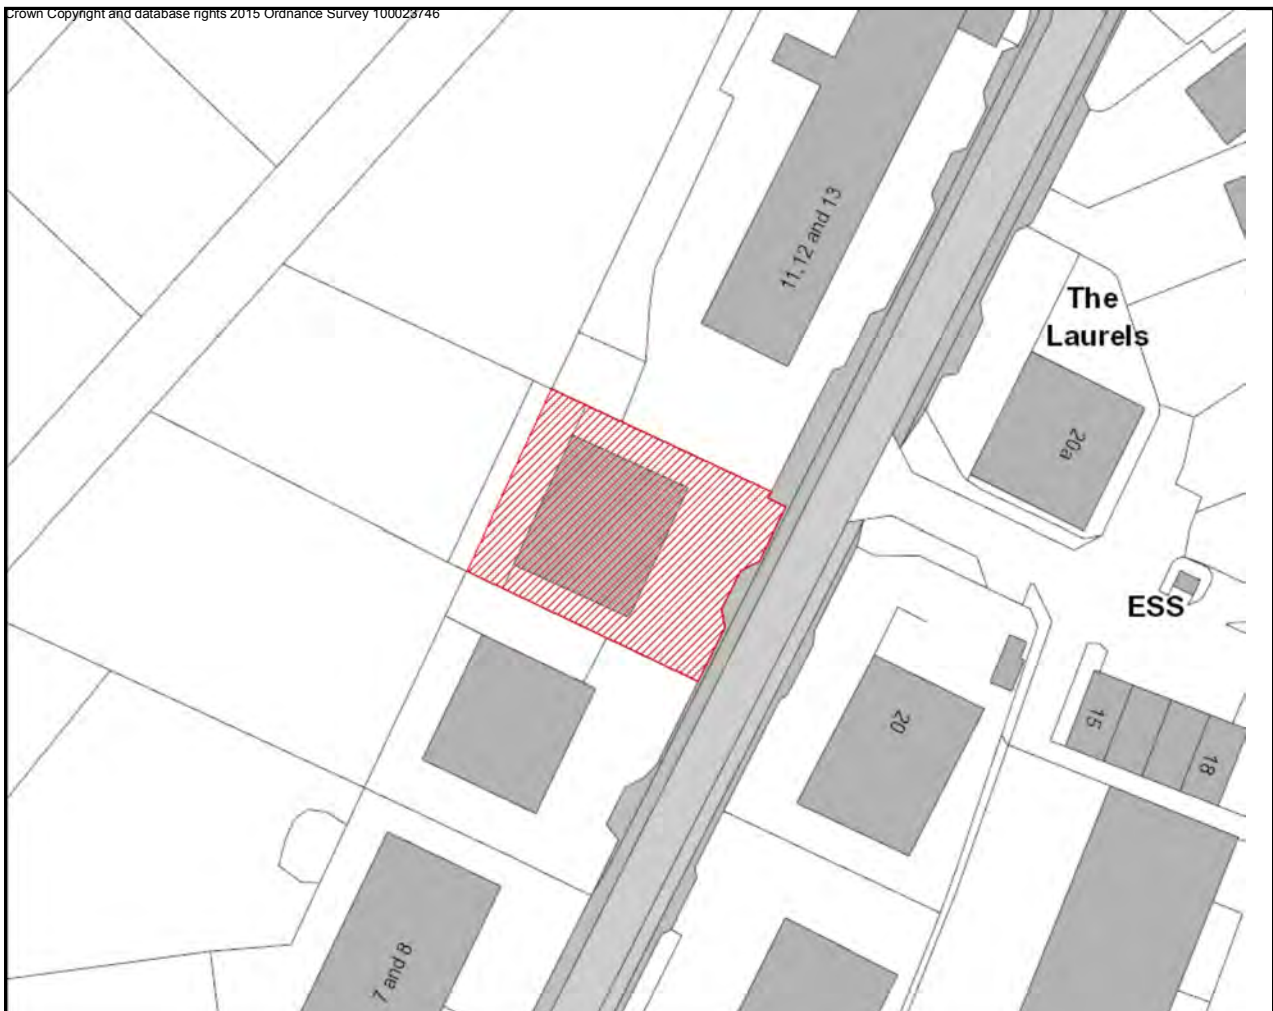 Crown Copyright and database rights 2015 Ordnance Survey 100023746
11,12 and 13
The
Laurels
20a
ESS
20
15
18
7 and 8